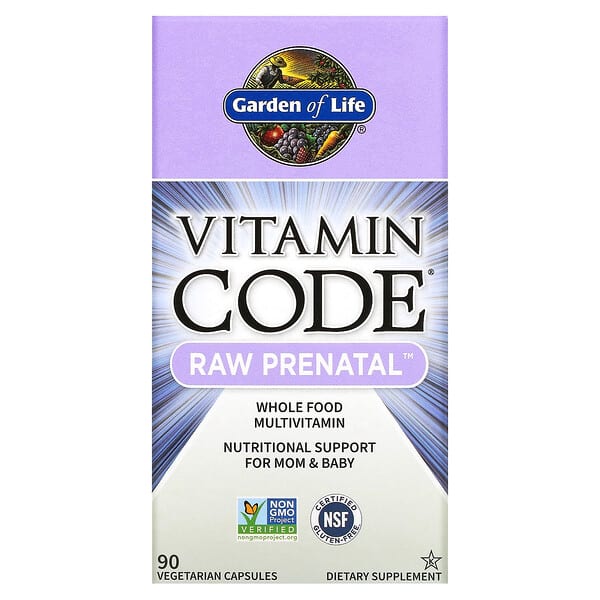 Garden of Life®
VITAMIN
CODE®
RAW PRENATAL™
WHOLE FOOD
MULTIVITAMIN
NUTRITIONAL SUPPORT
FOR MOM & BABY
NON
GMO
Project
VERIFIED
nongmoproject.org
CERTIFIED
NSF
GLUTEN-FREE
90
VEGETARIAN CAPSULES
K
DIETARY SUPPLEMENT